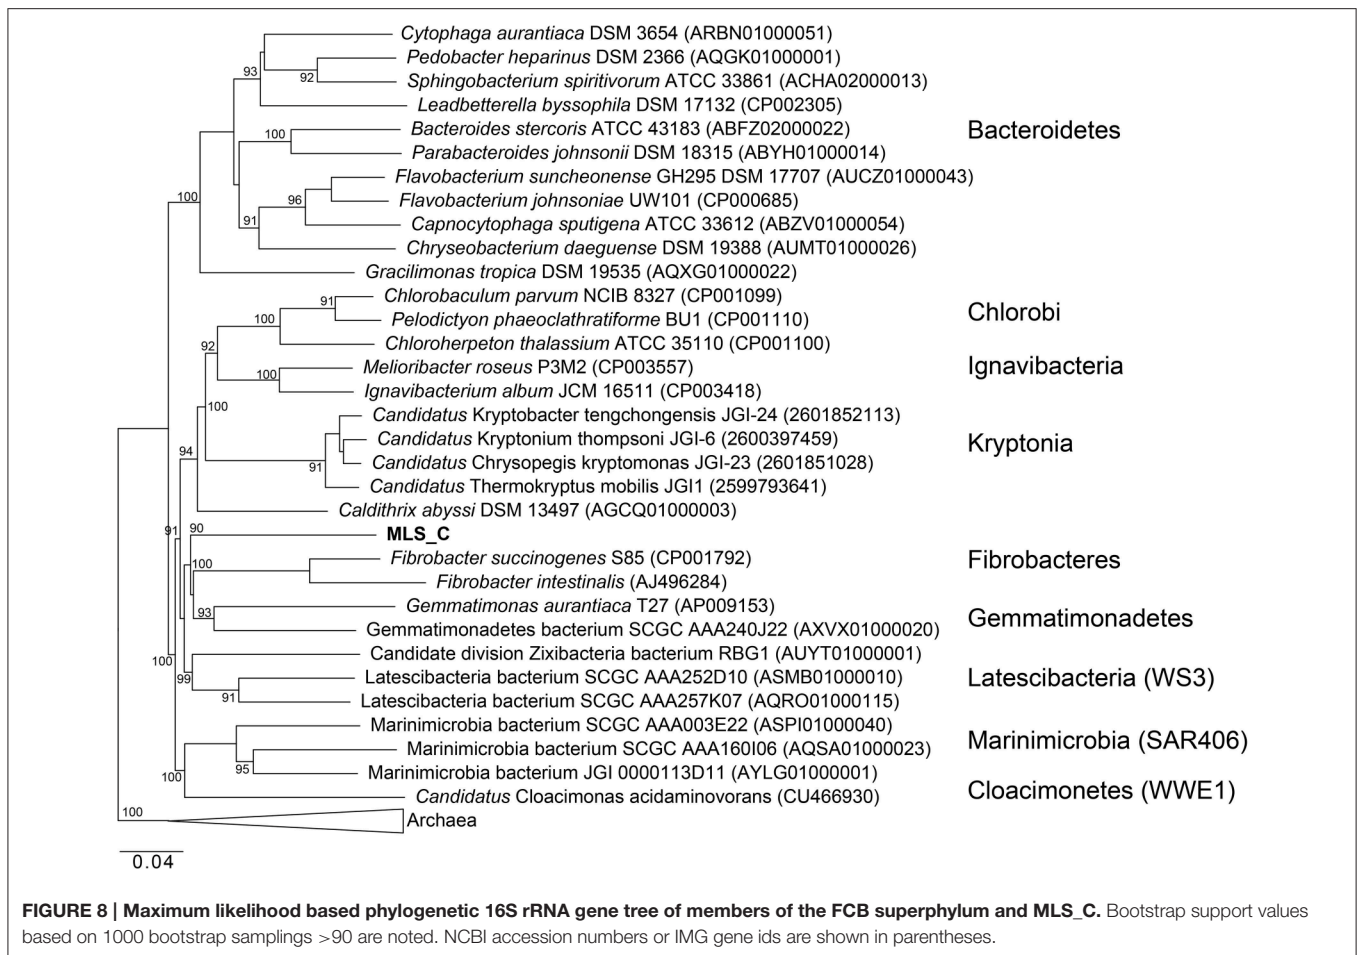 Cytophaga aurantiaca DSM 3654 (ARBN01000051)
Pedobacter heparinus DSM 2366 (AQGK01000001)
93
92
Sphingobacterium spiritivorum ATCC 33861 (ACHA02000013)
Leadbetterella byssophila DSM 17132 (CP002305)
Bacteroides stercoris ATCC 43183 (ABFZ02000022)
Bacteroidetes
100
Parabacteroides johnsonii DSM 18315 (ABYH01000014)
Flavobacterium suncheonense GH295 DSM 17707 (AUCZ01000043)
100
96
Flavobacterium johnsoniae UW101 (CP000685)
91
Capnocytophaga sputigena ATCC 33612 (ABZV01000054)
Chryseobacterium daeguense DSM 19388 (AUMT01000026)
Gracilimonas tropica DSM 19535 (AQXG01000022)
91
Chlorobaculum parvum NCIB 8327 (CP001099)
Chlorobi
100
Pelodictyon phaeoclathratiforme BU1 (CP001110)
92
Chloroherpeton thalassium ATCC 35110 (CP001100)
Melioribacter roseus P3M2 (CP003557)
Ignavibacteria
100
Ignavibacterium album JCM 16511 (CP003418)
100
Candidatus Kryptobacter tengchongensis JGI-24 (2601852113)
Candidatus Kryptonium thompsoni JGI-6 (2600397459)
Kryptonia
94
91
Candidatus Chrysopegis kryptomonas JGI-23 (2601851028)
Candidatus Thermokryptus mobilis JGI1 (2599793641)
Caldithrix abyssi DSM 13497 (AGCQ01000003)
91
90
MLS_C
100
Fibrobacter succinogenes S85 (CP001792)
Fibrobacteres
Fibrobacter intestinalis (AJ496284)
93
Gemmatimonas aurantiaca T27 (AP009153)
Gemmatimonadetes
Gemmatimonadetes bacterium SCGC AAA240J22 (AXVX01000020)
100
Candidate division Zixibacteria bacterium RBG1 (AUYT01000001)
99
Latescibacteria bacterium SCGC AAA252D10 (ASMB01000010)
Latescibacteria (WS3)
91
Latescibacteria bacterium SCGC AAA257K07 (AQRO01000115)
Marinimicrobia bacterium SCGC AAA003E22 (ASPI01000040)
Marinimicrobia (SAR406)
Marinimicrobia bacterium SCGC AAA160I06 (AQSA01000023)
100
95
Marinimicrobia bacterium JGI 0000113D11 (AYLG01000001)
Candidatus Cloacimonas acidaminovorans (CU466930)
Cloacimonetes (WWE1)
100
Archaea
0.04
FIGURE 8 | Maximum likelihood based phylogenetic 16S rRNA gene tree of members of the FCB superphylum and MLS_C. Bootstrap support values
based on 1000 bootstrap samplings >90 are noted. NCBI accession numbers or IMG gene ids are shown in parentheses.